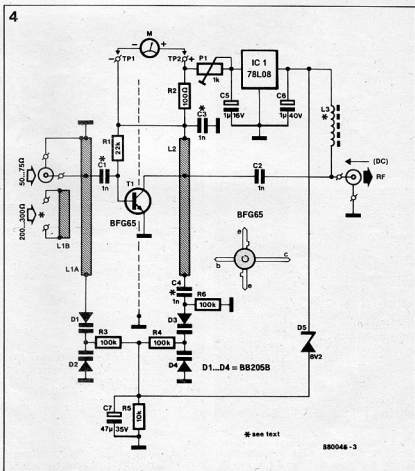 4
M
- TP1
TP2 +
P1
1k
IC 1
78L08
R2
100Ω
C5
1µ 16V
C6
1µ 40V
L3
*
C3
*
1n
R1
22k
L2
50...75Ω
C1
*
1n
C2
1n
(DC)
RF
T1
BFG65
BFG65
200...300Ω
*
L1B
L1A
e
b
c
e
C4
*
1n
R6
100k
D1
D3
R3
100k
R4
100k
D5
8V2
D2
D4
D1...D4 = BB205B
C7
47µ 35V
R5
10k
* see text
880045 - 3